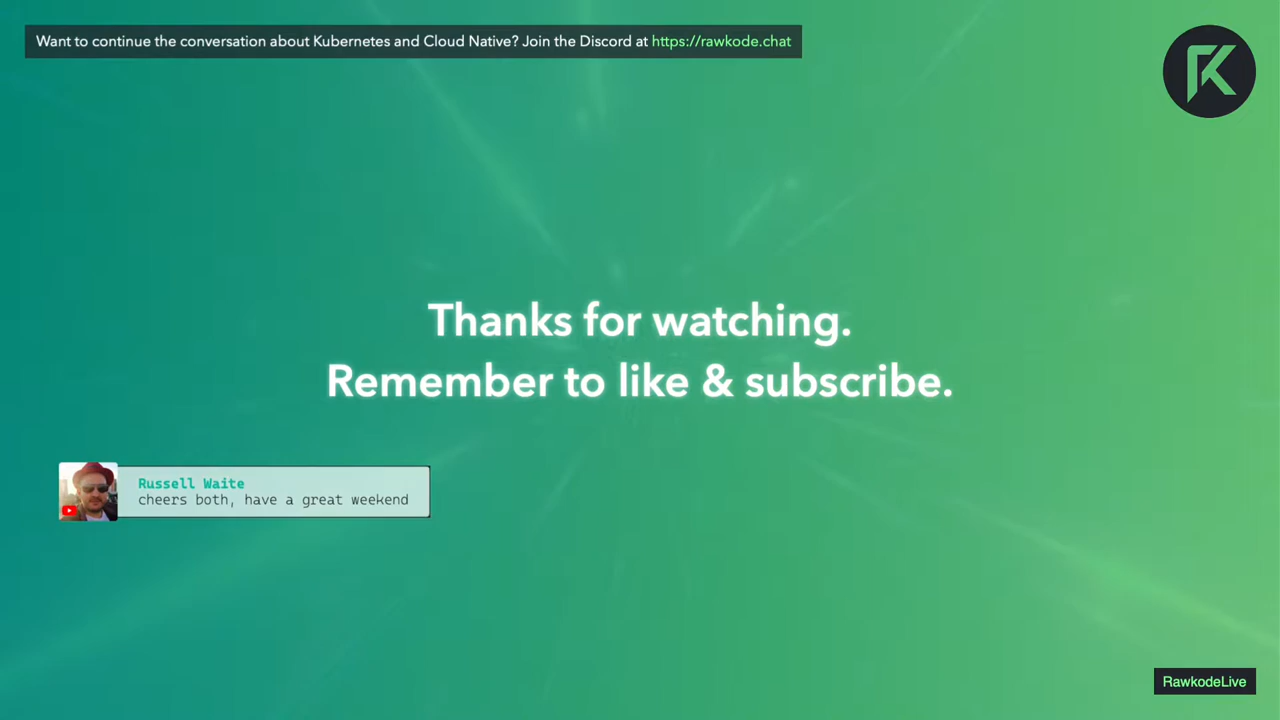 Want to continue the conversation about Kubernetes and Cloud Native? Join the Discord at https://rawkode.chat
Thanks for watching.
Remember to like & subscribe.
Russell Waite
cheers both, have a great weekend
RawkodeLive